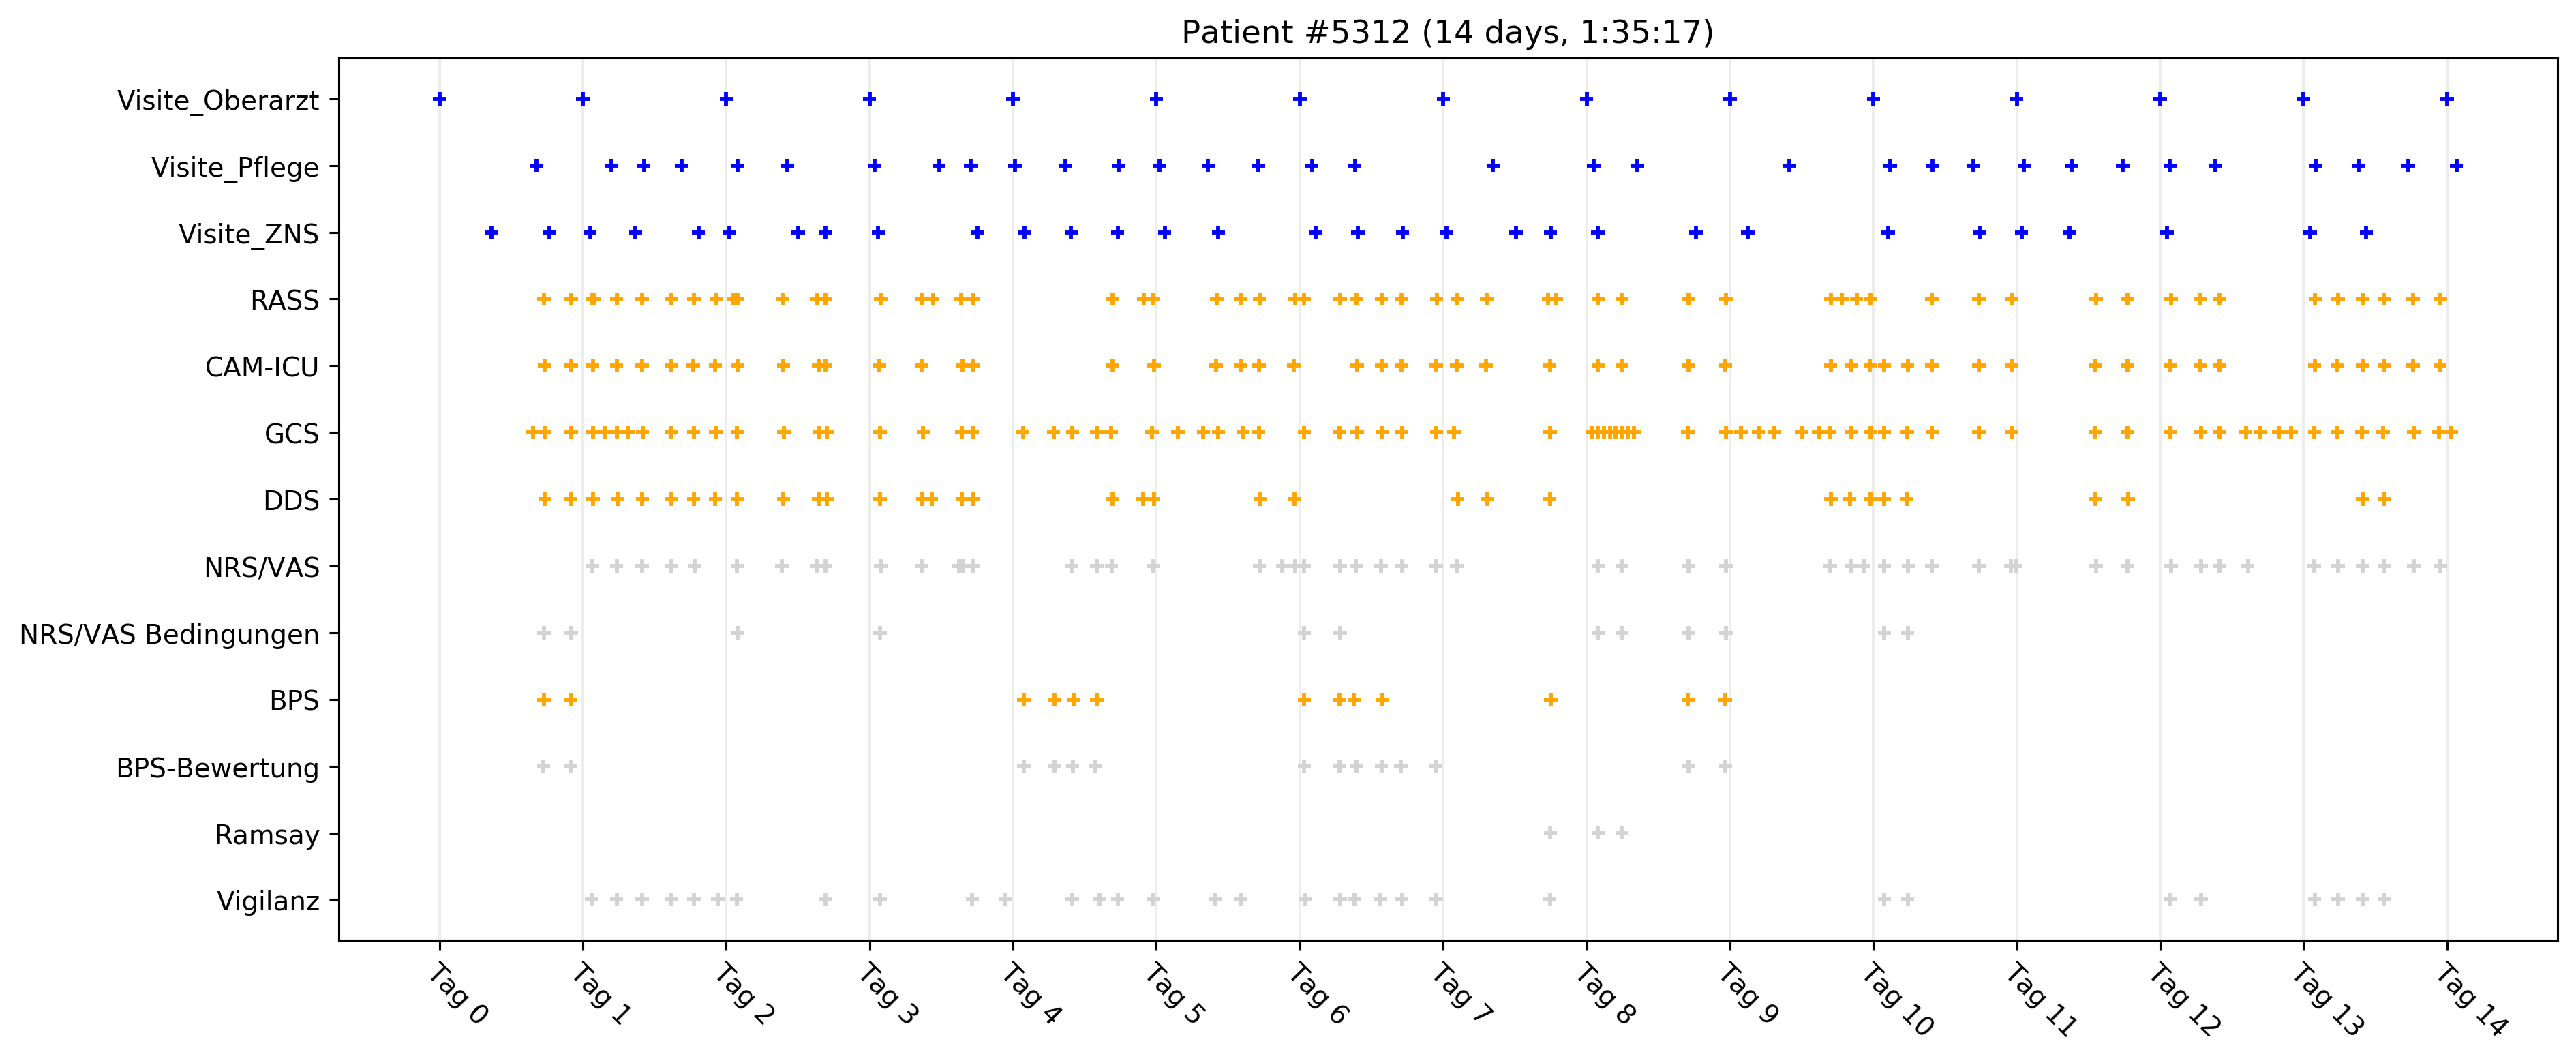 Patient #5312 (14 days, 1:35:17)
Visite_Oberarzt
Visite_Pflege
Visite_ZNS
RASS
CAM-ICU
GCS
DDS
NRS/VAS
NRS/VAS Bedingungen
BPS
BPS-Bewertung
Ramsay
Vigilanz
Tag 0
Tag 1
Tag 2
Tag 3
Tag 4
Tag 5
Tag 6
Tag 7
Tag 8
Tag 9
Tag 10
Tag 11
Tag 12
Tag 13
Tag 14